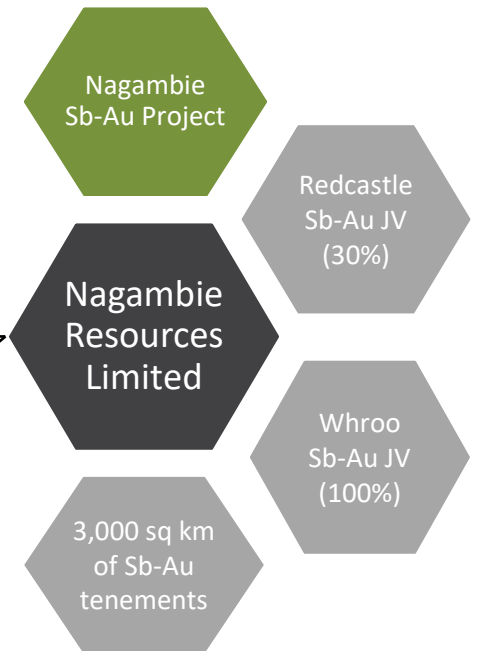 Nagambie
Sb-Au Project
Redcastle
Sb-Au JV
(30%)
Nagambie
Resources
Limited
Whroo
Sb-Au JV
(100%)
3,000 sq km
of Sb-Au
tenements